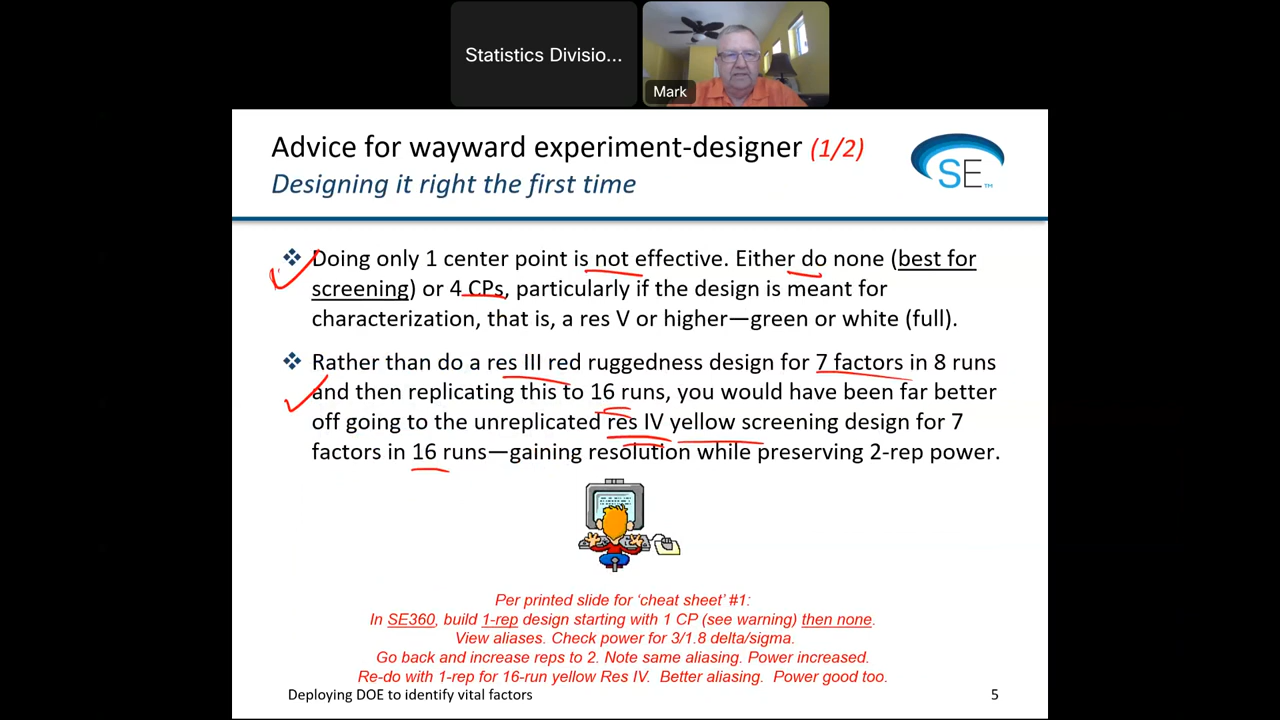 Statistics Divisio...
Mark
Advice for wayward experiment-designer (1/2)
Designing it right the first time
SE™
Doing only 1 center point is not effective. Either do none (best for
screening) or 4 CPs, particularly if the design is meant for
characterization, that is, a res V or higher—green or white (full).
Rather than do a res III red ruggedness design for 7 factors in 8 runs
and then replicating this to 16 runs, you would have been far better
off going to the unreplicated res IV yellow screening design for 7
factors in 16 runs—gaining resolution while preserving 2-rep power.
Per printed slide for 'cheat sheet' #1:
In SE360, build 1-rep design starting with 1 CP (see warning) then none.
View aliases. Check power for 3/1.8 delta/sigma.
Go back and increase reps to 2. Note same aliasing. Power increased.
Re-do with 1-rep for 16-run yellow Res IV.  Better aliasing.  Power good too.
Deploying DOE to identify vital factors
5